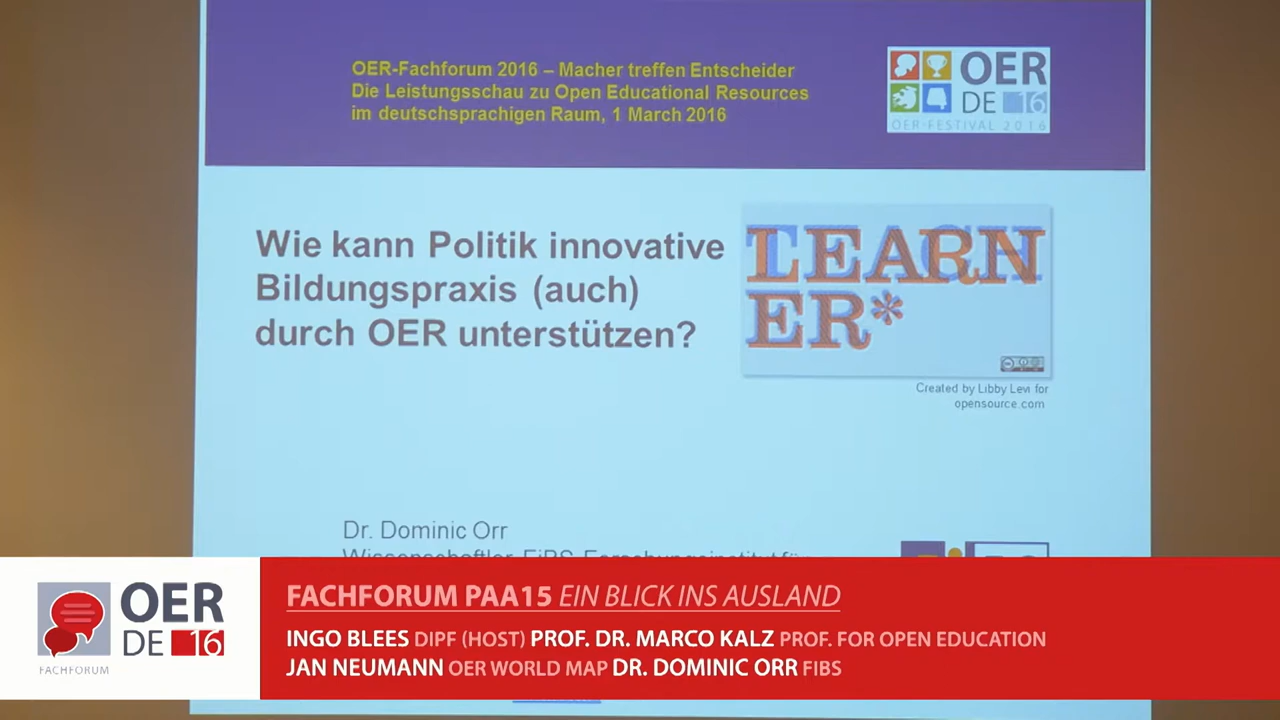 OER-Fachforum 2016 – Macher treffen Entscheider
Die Leistungsschau zu Open Educational Resources
im deutschsprachigen Raum, 1 March 2016
OER
DE 16
OER-FESTIVAL 2016
Wie kann Politik innovative
Bildungspraxis (auch)
durch OER unterstützen?
LEARN
ER*
Created by Libby Levi for
opensource.com
Dr. Dominic Orr
Wissenschaftler, FiBS-Forschungsinstitut für
OER
DE 16
FACHFORUM
FACHFORUM PAA15 EIN BLICK INS AUSLAND
INGO BLEES DIPF (HOST) PROF. DR. MARCO KALZ PROF. FOR OPEN EDUCATION
JAN NEUMANN OER WORLD MAP DR. DOMINIC ORR FIBS